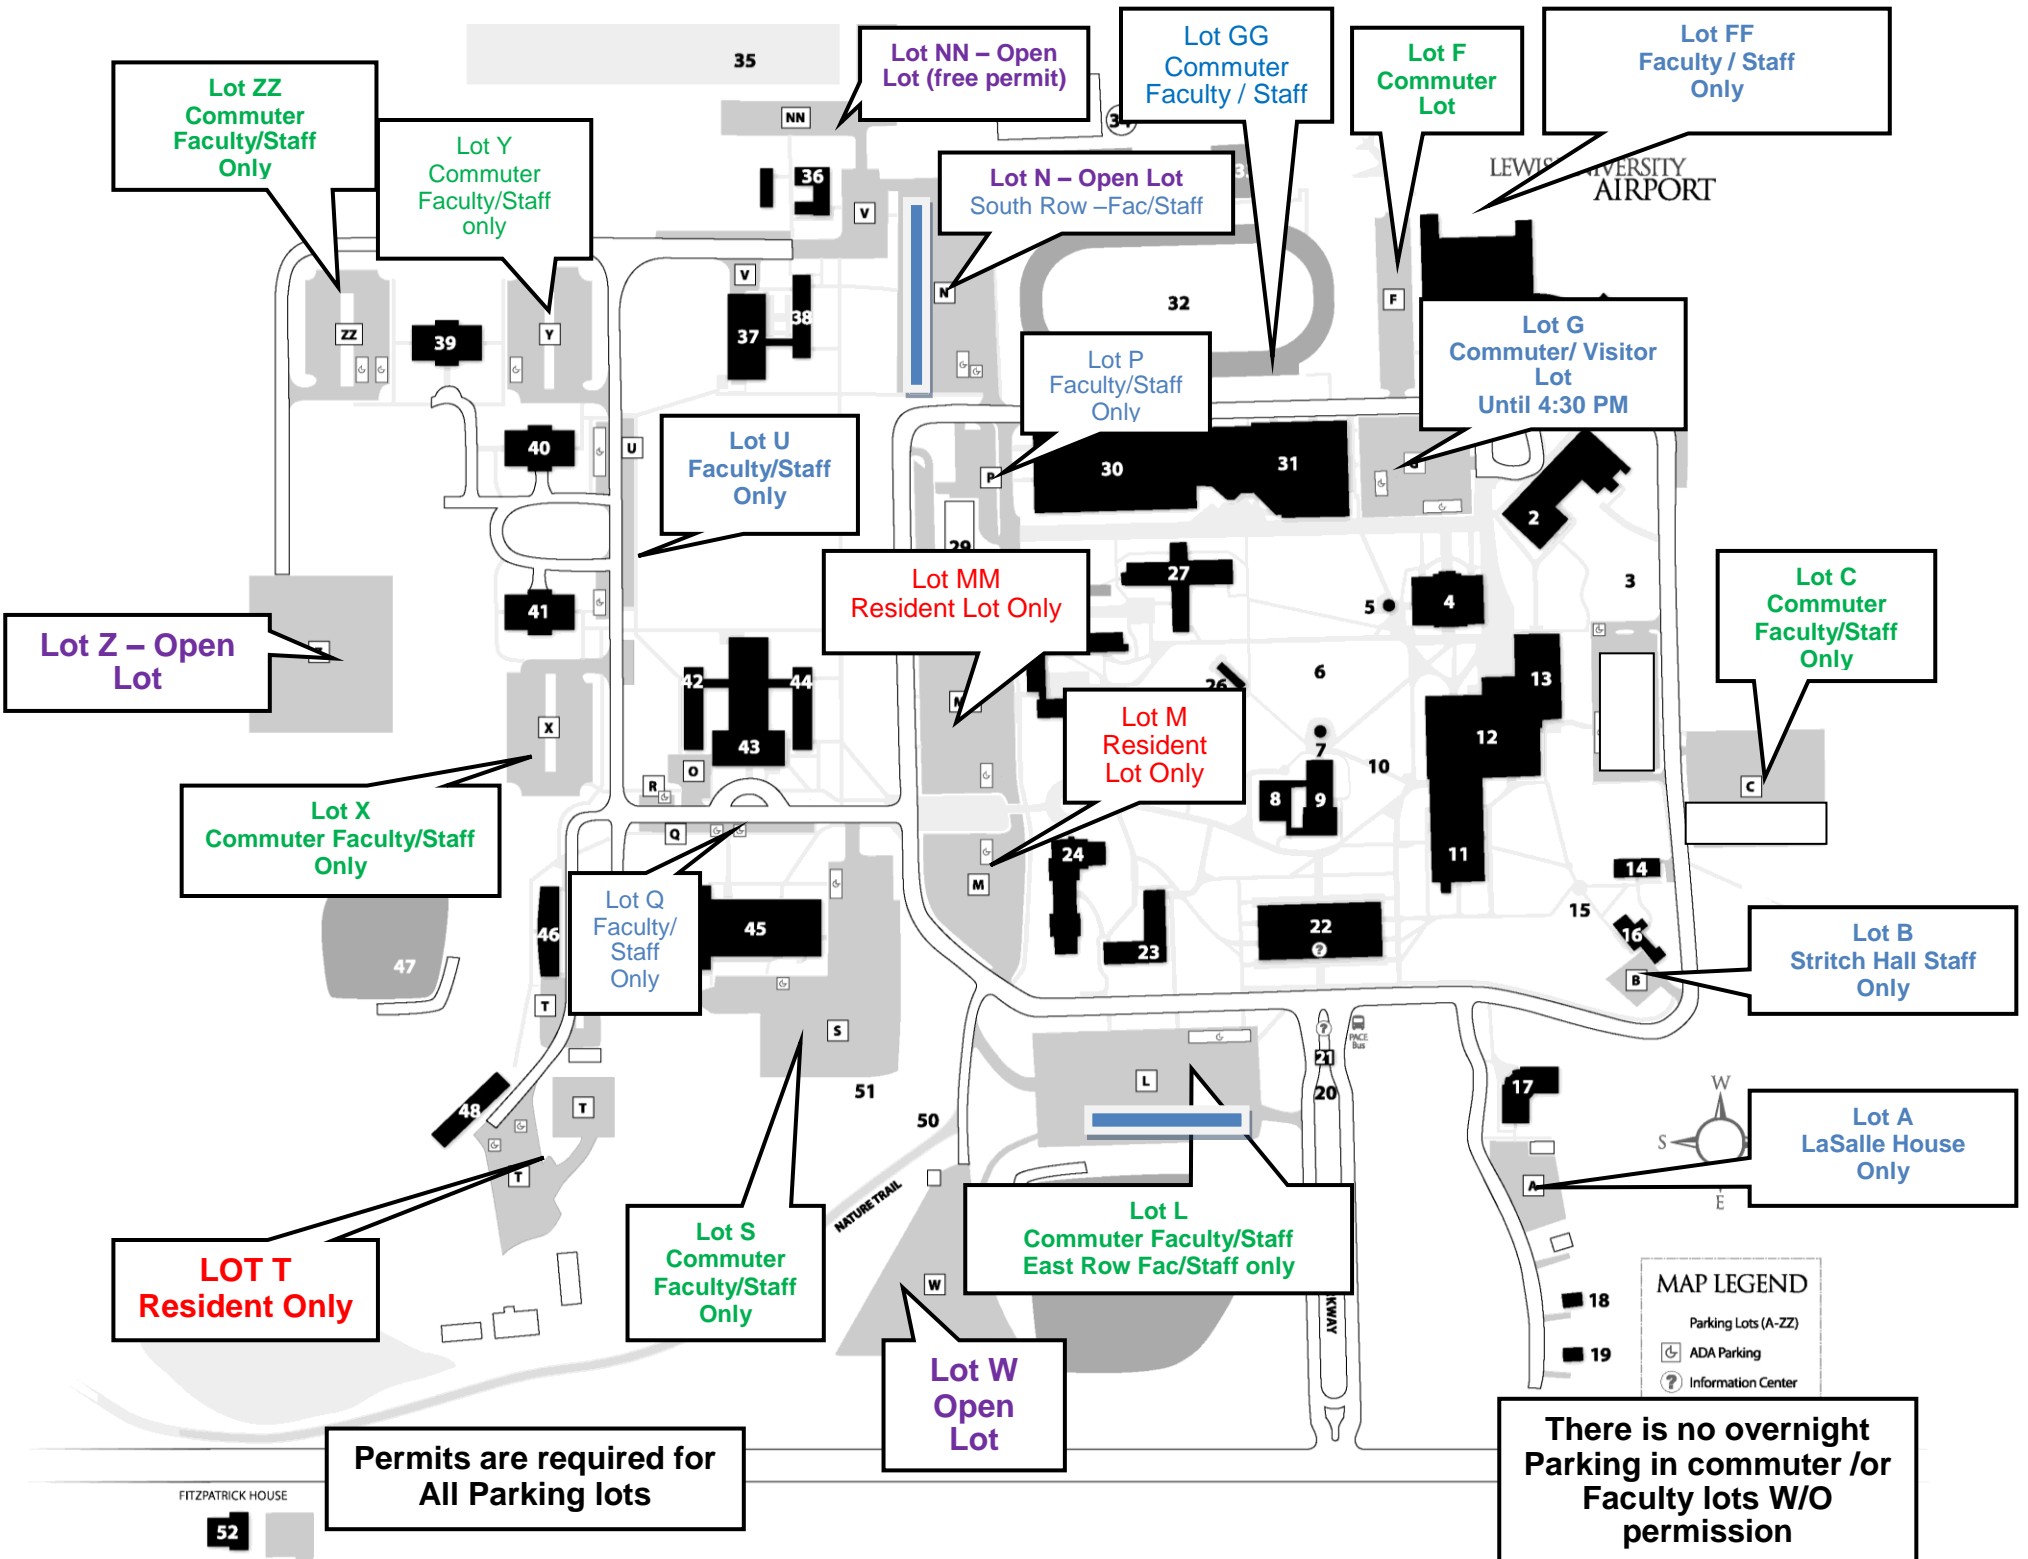 35
Lot NN – Open
Lot (free permit)
Lot GG
Commuter
Faculty / Staff
Lot F
Commuter
Lot
Lot FF
Faculty / Staff
Only
Lot ZZ
Commuter
Faculty/Staff
Only
Lot Y
Commuter
Faculty/Staff
only
NN
34
Lot N – Open Lot
South Row –Fac/Staff
LEWIS UNIVERSITY
AIRPORT
36
V
V
N
32
F
37
38
ZZ
39
Y
Lot P
Faculty/Staff
Only
Lot G
Commuter/ Visitor
Lot
Until 4:30 PM
40
U
Lot U
Faculty/Staff
Only
P
30
31
G
2
29
27
Lot MM
Resident Lot Only
5
4
3
Lot C
Commuter
Faculty/Staff
Only
41
Lot Z – Open
Lot
42
44
43
26
6
13
X
Lot M
Resident
Lot Only
7
10
12
8
9
C
R
O
Q
Lot X
Commuter Faculty/Staff
Only
24
M
11
14
15
16
Lot Q
Faculty/
Staff
Only
46
45
47
23
22
?
B
Lot B
Stritch Hall Staff
Only
T
S
?
PACE
Bus
21
20
L
51
50
48
T
T
17
W
S
E
Lot A
LaSalle House
Only
A
NATURE TRAIL
Lot L
Commuter Faculty/Staff
East Row Fac/Staff only
Lot S
Commuter
Faculty/Staff
Only
LOT T
Resident Only
W
KWAY
18
19
MAP LEGEND
Parking Lots (A-ZZ)
ADA Parking
? Information Center
Lot W
Open
Lot
Permits are required for
All Parking lots
There is no overnight
Parking in commuter /or
Faculty lots W/O
permission
FITZPATRICK HOUSE
52